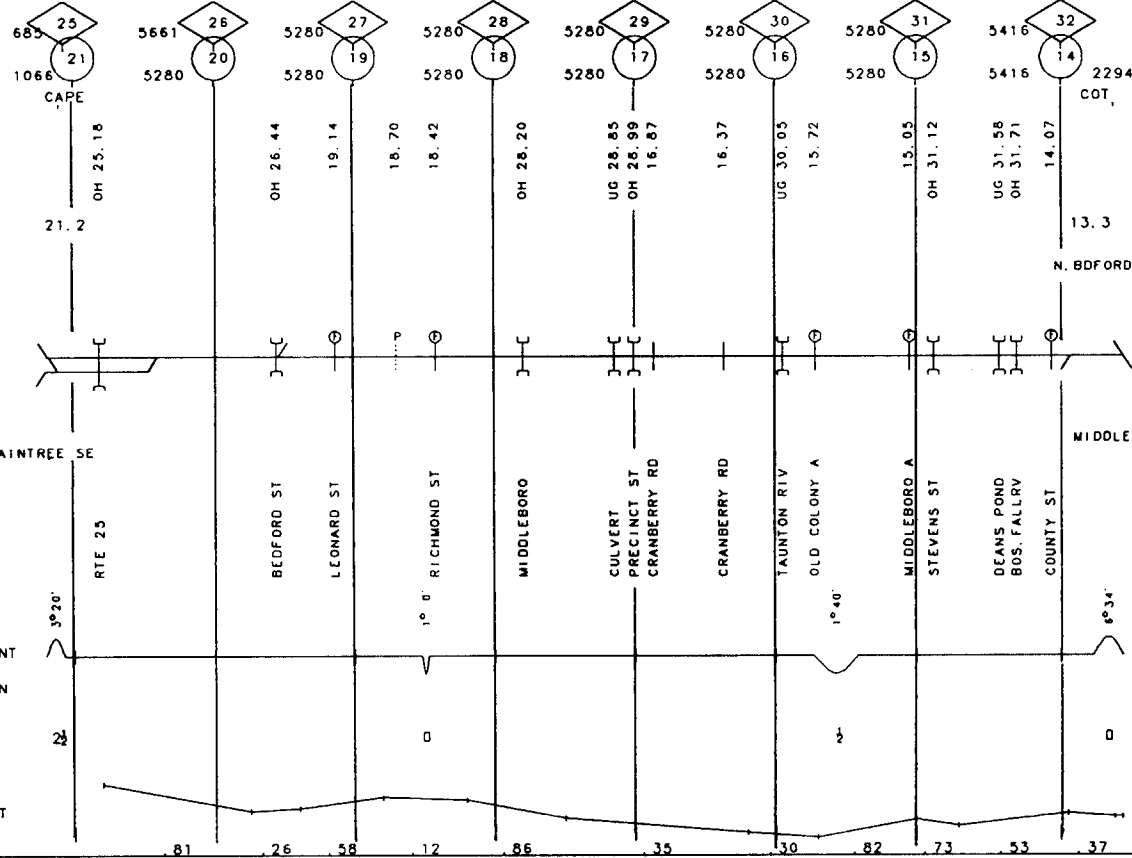 25 26 27 28 29 30 31 32
685 5661 5280 5280 5280 5280 5280 5416
21 20 19 18 17 16 15 14
1066 5280 5280 5280 5280 5280 5280 5416 2294
CAPE COT,
OH 25.18
OH 26.44
19.14
18.70
18.42
OH 28.20
UG 28.85
OH 28.99
16.87
16.37
UG 30.05
15.72
15.05
OH 31.12
UG 31.58
OH 31.71
14.07
21.2 13.3
N. BDFORD
F P F F F F
AINTREE SE MIDDLE
RTE 25
BEDFORD ST
LEONARD ST
RICHMOND ST
MIDDLEBORO
CULVERT
PRECINCT ST
CRANBERRY RD
CRANBERRY RD
TAUNTON RIV
OLD COLONY A
MIDDLEBORO A
STEVENS ST
DEANS POND
BOS. FALLRV
COUNTY ST
3°20' 1° 0' 1°40' 6°34'
NT
N
2½ 0 ½ 0
T
.81 .26 .58 .12 .86 .35 .30 .82 .73 .53 .37